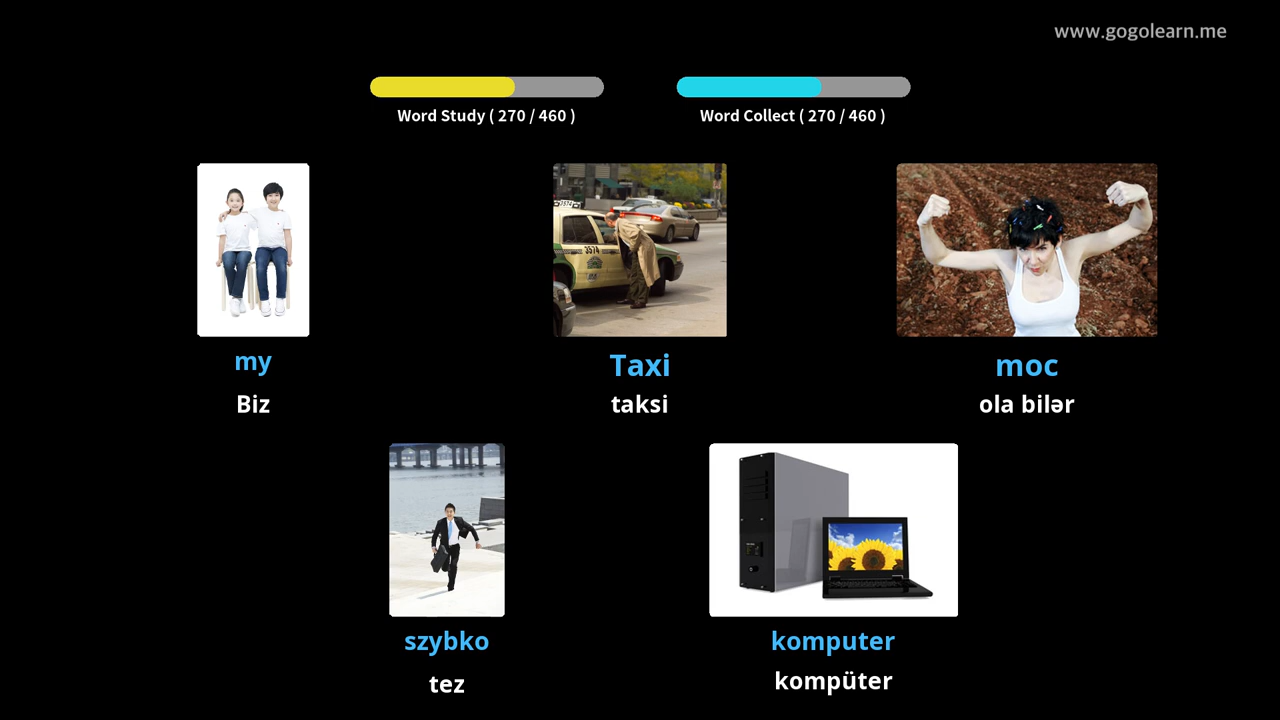 www.gogolearn.me
Word Study ( 270 / 460 )
Word Collect ( 270 / 460 )
my
Taxi
moc
Biz
taksi
ola bilər
szybko
komputer
tez
kompüter
3574